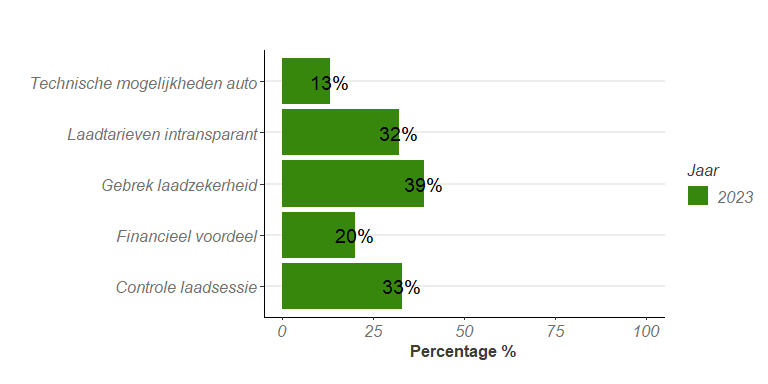 Technische mogelijkheden auto 13%
Laadtarieven intransparant 32%
Gebrek laadzekerheid 39%
Financieel voordeel 20%
Controle laadsessie 33%
0 25 50 75 100
Percentage %
Jaar
2023